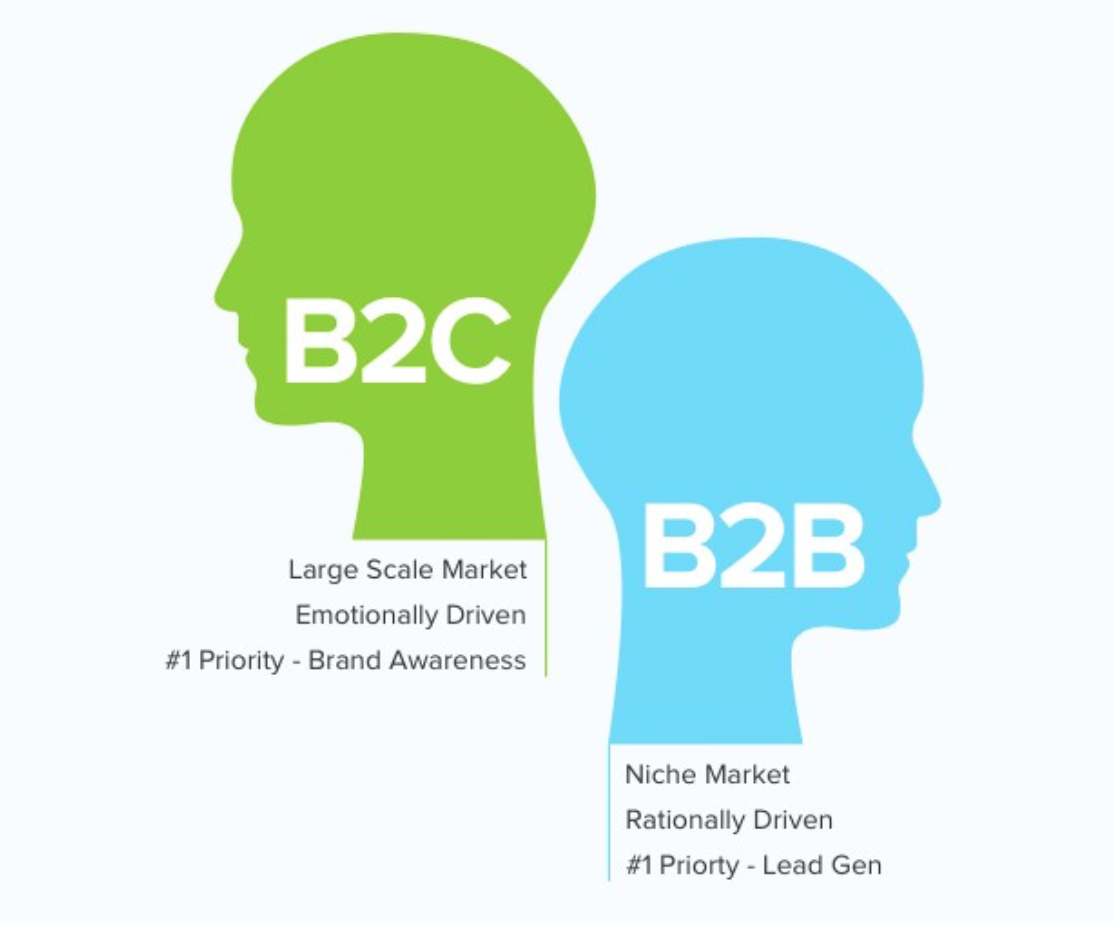 B2C
Large Scale Market
Emotionally Driven
#1 Priority - Brand Awareness
B2B
Niche Market
Rationally Driven
#1 Priorty - Lead Gen